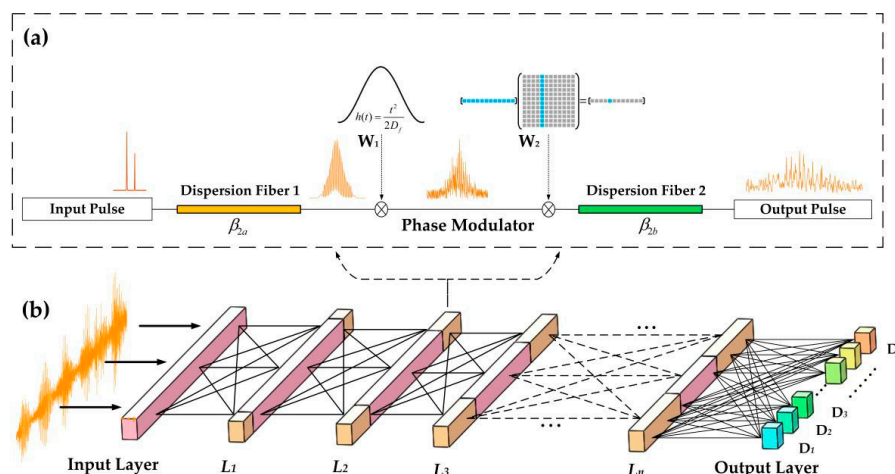 (a)
h(t) = t² / 2D_f
W₁
W₂
Dispersion Fiber 1
Dispersion Fiber 2
Input Pulse
Phase Modulator
Output Pulse
β₂ₐ
β₂b
(b)
...
...
D
D₃
D₂
D₁
Input Layer
L₁
L₂
L₃
Lₙ
Output Layer